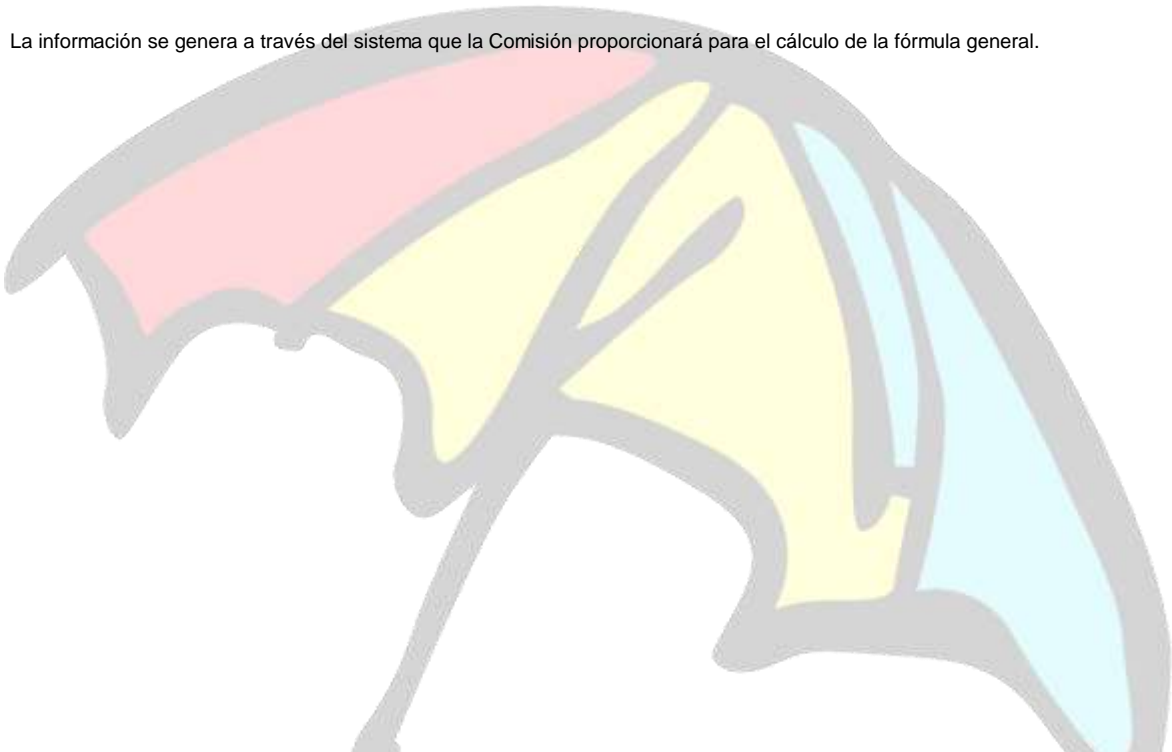 La información se genera a través del sistema que la Comisión proporcionará para el cálculo de la fórmula general.